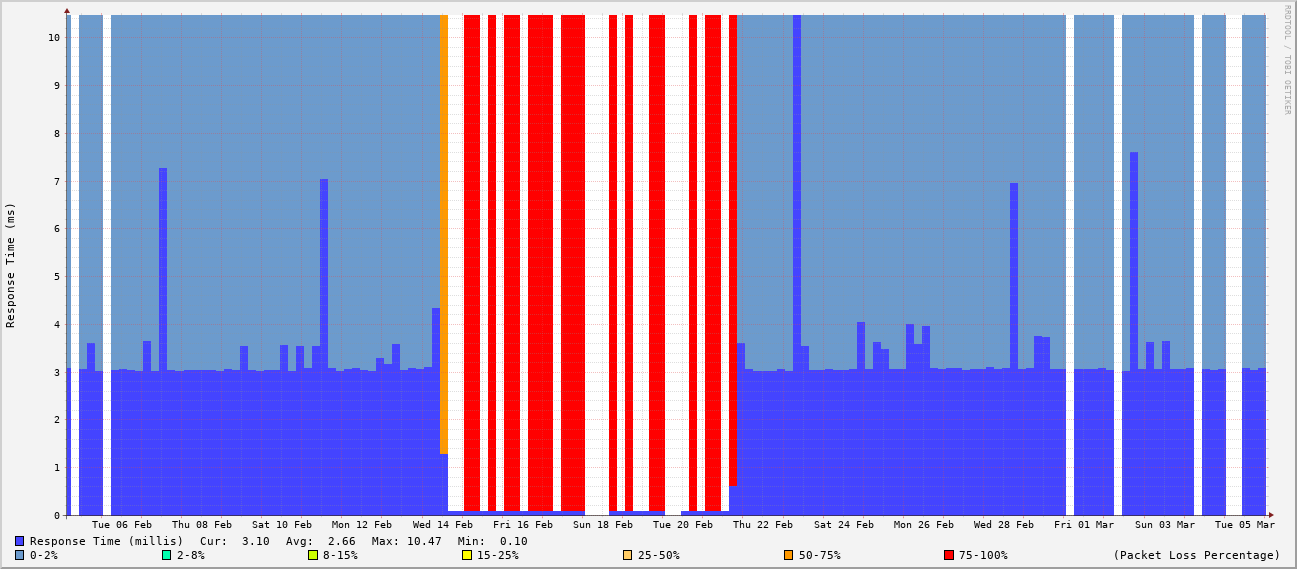 RRDTOOL / TOBI OETIKER
Response Time (ms)
10
9
8
7
6
5
4
3
2
1
0
Tue 06 Feb Thu 08 Feb Sat 10 Feb Mon 12 Feb Wed 14 Feb Fri 16 Feb Sun 18 Feb Tue 20 Feb Thu 22 Feb Sat 24 Feb Mon 26 Feb Wed 28 Feb Fri 01 Mar Sun 03 Mar Tue 05 Mar
Response Time (millis) Cur: 3.10 Avg: 2.66 Max: 10.47 Min: 0.10
0-2% 2-8% 8-15% 15-25% 25-50% 50-75% 75-100% (Packet Loss Percentage)